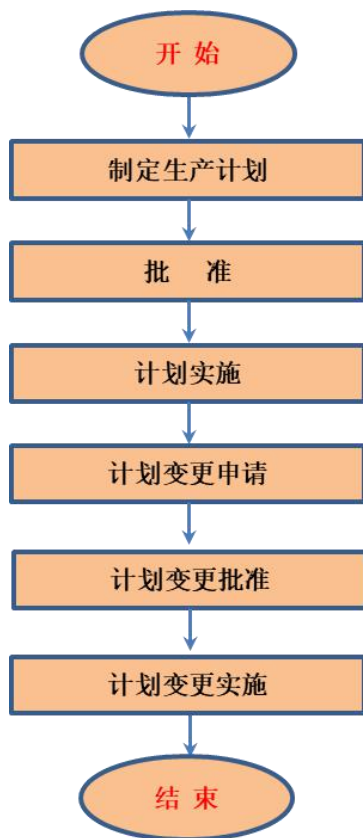 开 始
制定生产计划
批 准
计划实施
计划变更申请
计划变更批准
计划变更实施
结 束